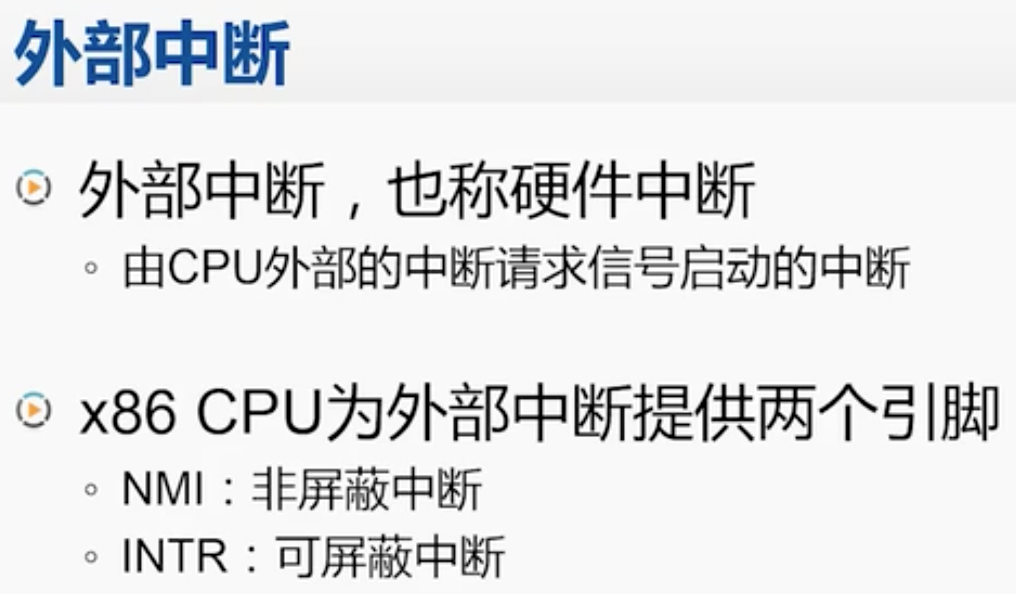 外部中断
外部中断，也称硬件中断
由CPU外部的中断请求信号启动的中断
x86 CPU为外部中断提供两个引脚
NMI：非屏蔽中断
INTR：可屏蔽中断